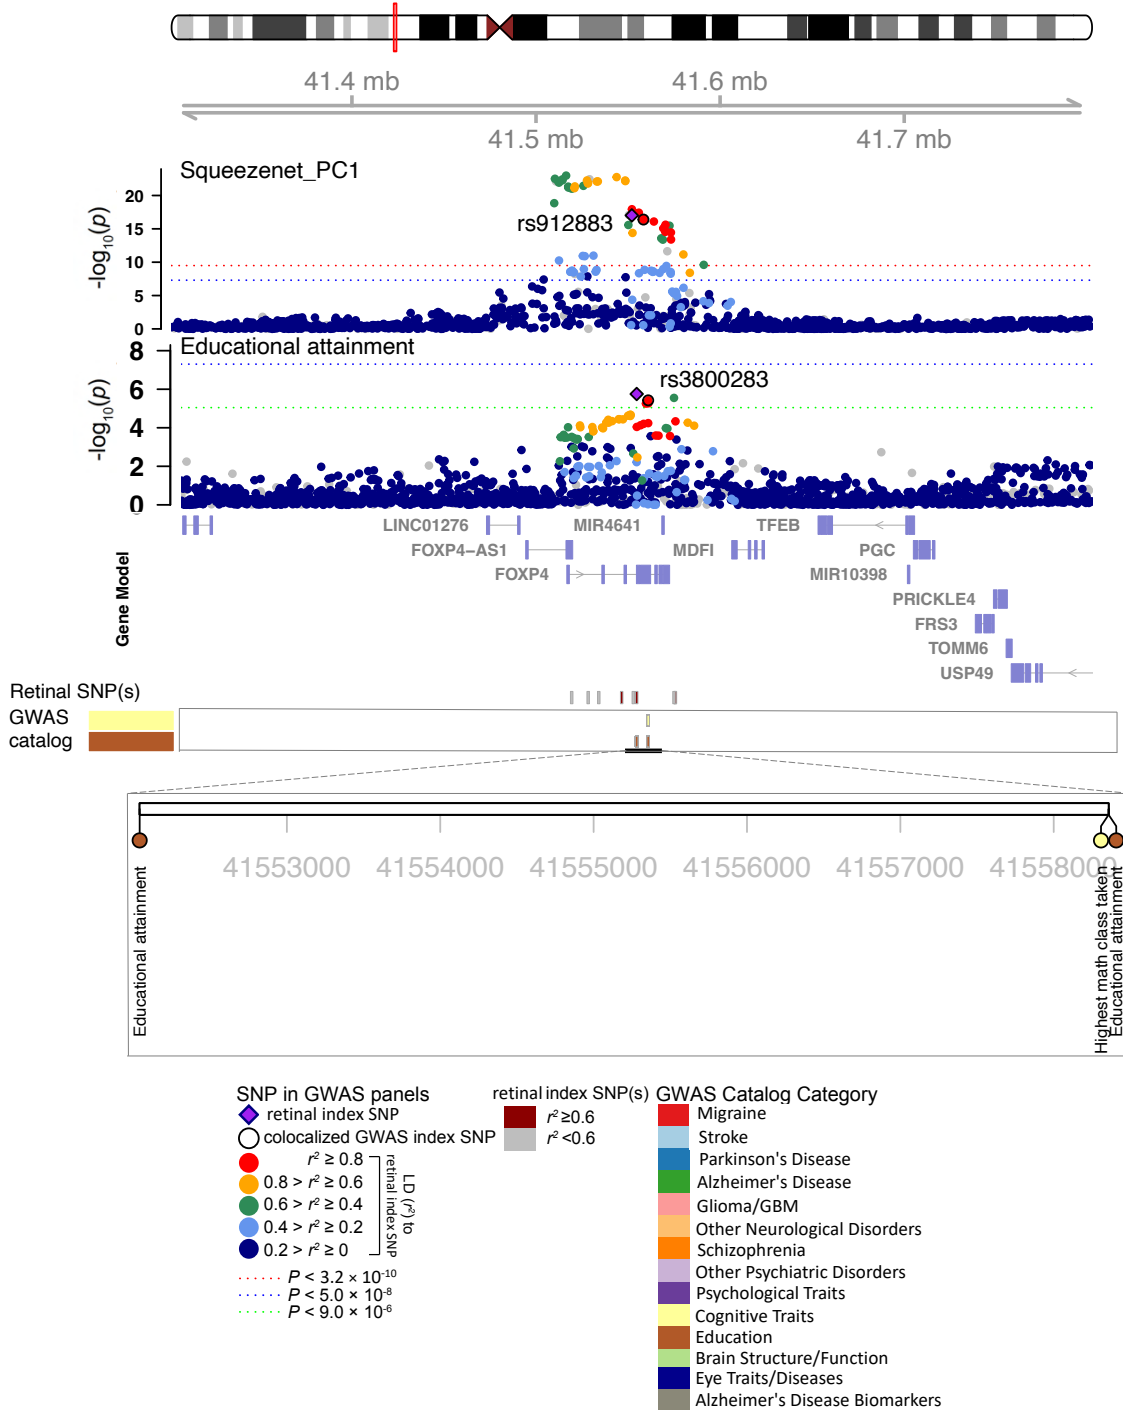 41.4 mb
41.6 mb
41.5 mb
41.7 mb
Squeezenet_PC1
-log10(p)
20
15
10
5
0
rs912883
Educational attainment
-log10(p)
8
6
4
2
0
rs3800283
Gene Model
LINC01276
MIR4641
TFEB
FOXP4-AS1
MDFI
PGC
FOXP4
MIR10398
PRICKLE4
FRS3
TOMM6
USP49
Retinal SNP(s)
GWAS
catalog
41553000
41554000
41555000
41556000
41557000
41558000
Educational attainment
Highest math class taken
Educational attainment
SNP in GWAS panels
retinal index SNP
colocalized GWAS index SNP
r² ≥ 0.8
0.8 > r² ≥ 0.6
0.6 > r² ≥ 0.4
0.4 > r² ≥ 0.2
0.2 > r² ≥ 0
LD (r²) to
retinal index SNP
P < 3.2 × 10⁻¹⁰
P < 5.0 × 10⁻⁸
P < 9.0 × 10⁻⁶
retinal index SNP(s)
r² ≥0.6
r² <0.6
GWAS Catalog Category
Migraine
Stroke
Parkinson's Disease
Alzheimer's Disease
Glioma/GBM
Other Neurological Disorders
Schizophrenia
Other Psychiatric Disorders
Psychological Traits
Cognitive Traits
Education
Brain Structure/Function
Eye Traits/Diseases
Alzheimer's Disease Biomarkers